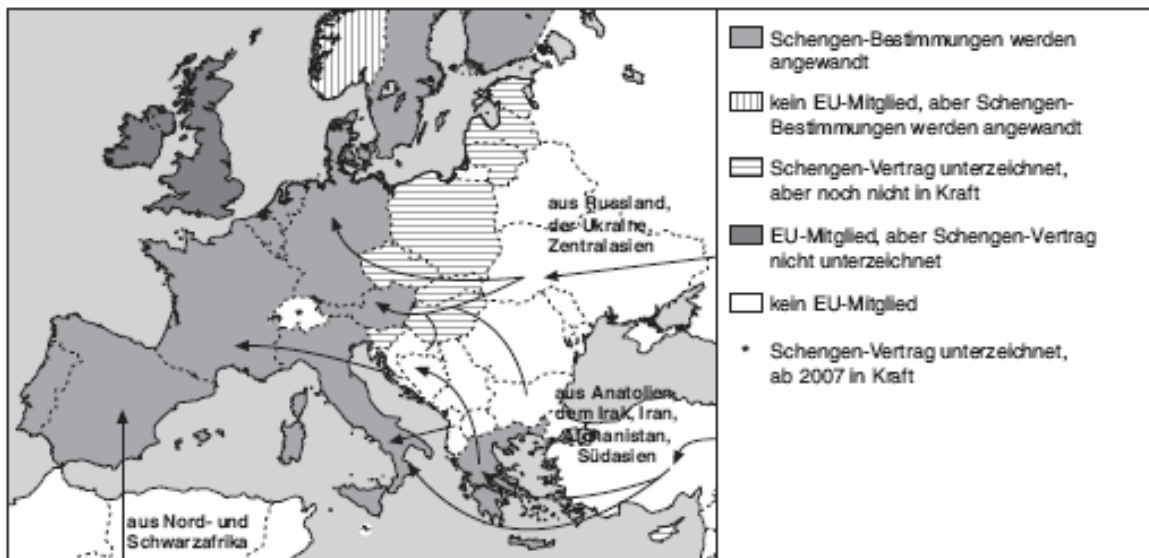 aus Russland,
der Ukraine,
Zentralasien
aus Anatolien,
dem Irak, Iran,
Afghanistan,
Südasien
aus Nord- und
Schwarzafrika
Schengen-Bestimmungen werden
angewandt
kein EU-Mitglied, aber Schengen-
Bestimmungen werden angewandt
Schengen-Vertrag unterzeichnet,
aber noch nicht in Kraft
EU-Mitglied, aber Schengen-Vertrag
nicht unterzeichnet
kein EU-Mitglied
* Schengen-Vertrag unterzeichnet,
ab 2007 in Kraft